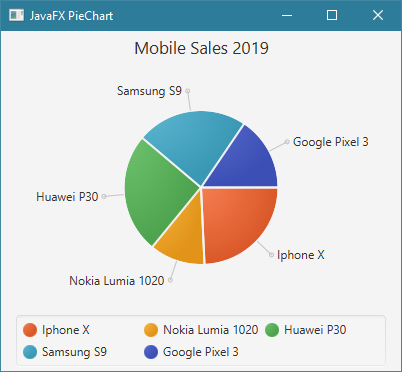 JavaFX PieChart
Mobile Sales 2019
Samsung S9
Google Pixel 3
Huawei P30
Iphone X
Nokia Lumia 1020
Iphone X Nokia Lumia 1020 Huawei P30
Samsung S9 Google Pixel 3